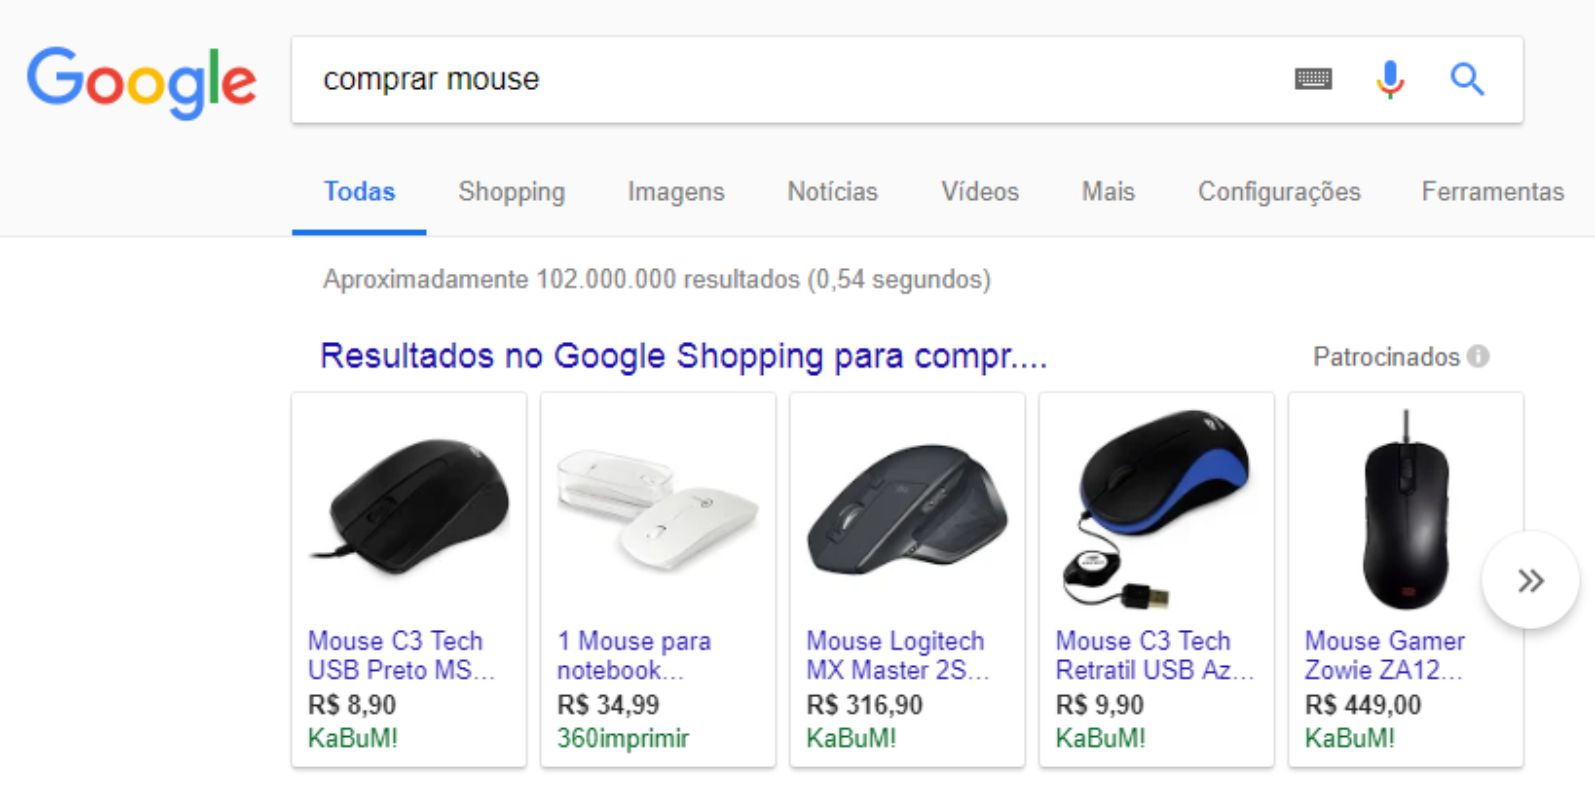 Google
comprar mouse
Todas Shopping Imagens Notícias Vídeos Mais Configurações Ferramentas
Aproximadamente 102.000.000 resultados (0,54 segundos)
Resultados no Google Shopping para compr....
Patrocinados
Mouse C3 Tech
USB Preto MS...
R$ 8,90
KaBuM!
1 Mouse para
notebook...
R$ 34,99
360imprimir
Mouse Logitech
MX Master 2S...
R$ 316,90
KaBuM!
Mouse C3 Tech
Retratil USB Az...
R$ 9,90
KaBuM!
Mouse Gamer
Zowie ZA12...
R$ 449,00
KaBuM!